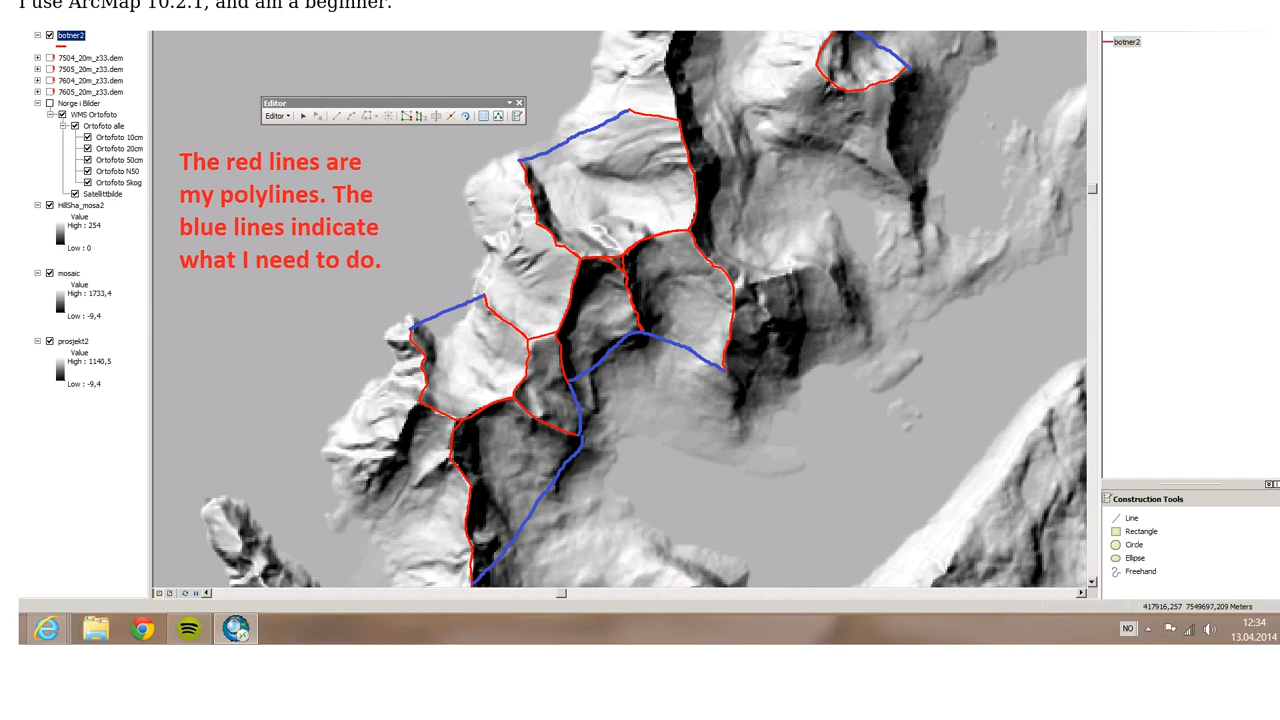 I use ArcMap 10.2.1, and am a beginner.
botner2
7504_20m_z33.dem
7505_20m_z33.dem
7604_20m_z33.dem
7605_20m_z33.dem
Norge i Bilder
WMS Ortofoto
Ortofoto alle
Ortofoto 10cm
Ortofoto 20cm
Ortofoto 50cm
Ortofoto N50
Ortofoto Skog
Satellittbilde
HillSha_mosa2
Value
High : 254
Low : 0
mosaic
Value
High : 1733,4
Low : -9,4
prosjekt2
Value
High : 1140,5
Low : -9,4
Editor
Editor
The red lines are
my polylines. The
blue lines indicate
what I need to do.
botner2
Construction Tools
Line
Rectangle
Circle
Ellipse
Freehand
417916,257 7549697,209 Meters
NO
12:34
13.04.2014